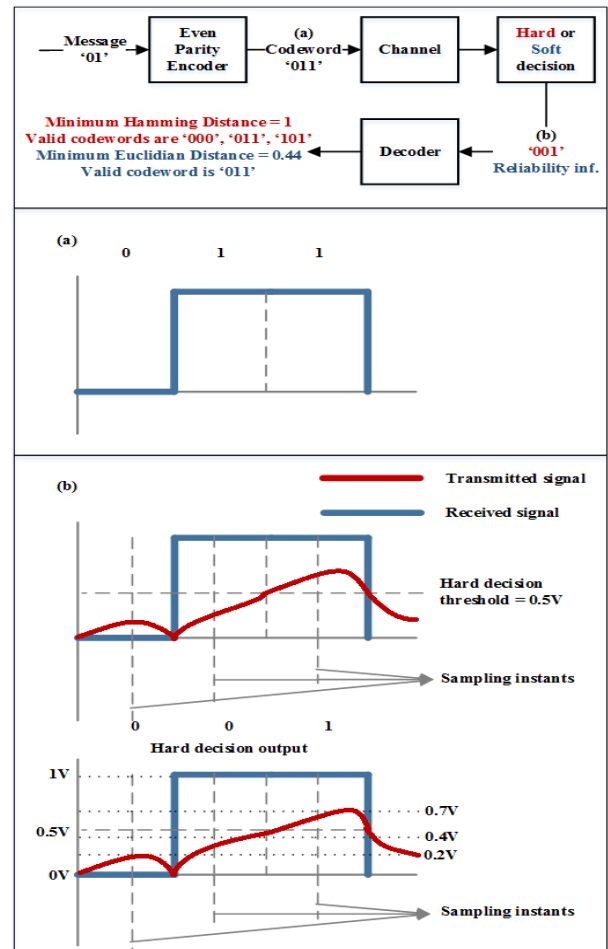 Message
'01'
Even
Parity
Encoder
(a)
Codeword
'011'
Channel
Hard or
Soft
decision
(b)
'001'
Reliability inf.
Decoder
Minimum Hamming Distance = 1
Valid codewords are '000', '011', '101'
Minimum Euclidian Distance = 0.44
Valid codeword is '011'
(a)
0 1 1
(b)
Transmitted signal
Received signal
Hard decision
threshold = 0.5V
Sampling instants
0 0 1
Hard decision output
1V
0.7V
0.5V
0.4V
0.2V
0V
Sampling instants